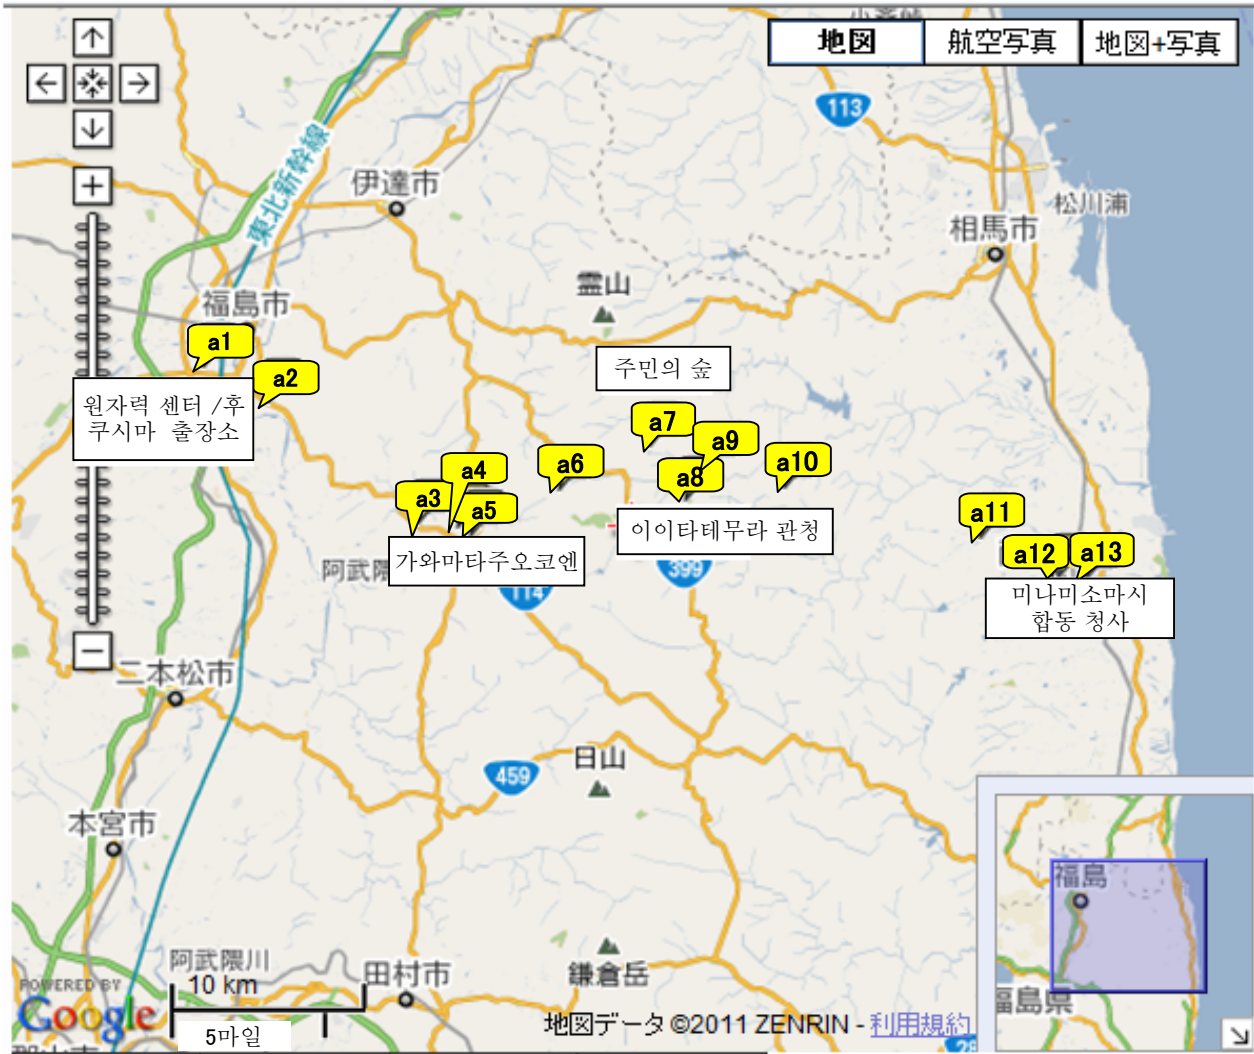 地図
航空写真
地図+写真
113
東北新幹線
伊達市
松川浦
相馬市
霊山
福島市
a1
a2
주민의 숲
원자력 센터 /후
쿠시마 출장소
a7
a9
a4
a6
a10
a8
a3
a5
a11
이이타테무라 관청
a12
a13
가와마타주오코엔
399
114
미나미소마시
합동 청사
二本松市
日山
459
本宮市
福島
阿武隈川
10 km
田村市
鎌倉岳
福島県
POWERED BY
Google
5마일
地図データ ©2011 ZENRIN - 利用規約